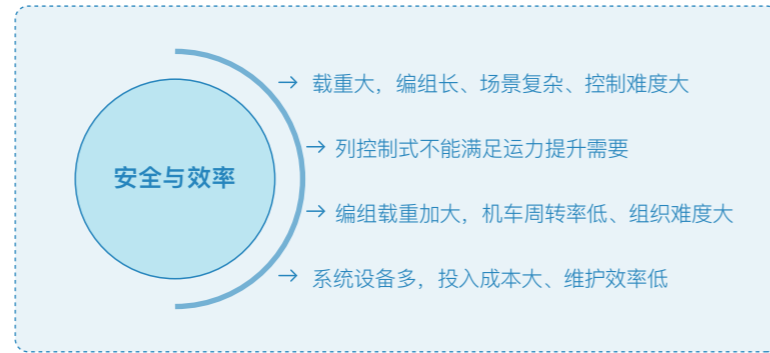 载重大，编组长、场景复杂、控制难度大
列控制式不能满足运力提升需要
安全与效率
编组载重加大，机车周转率低、组织难度大
系统设备多，投入成本大、维护效率低